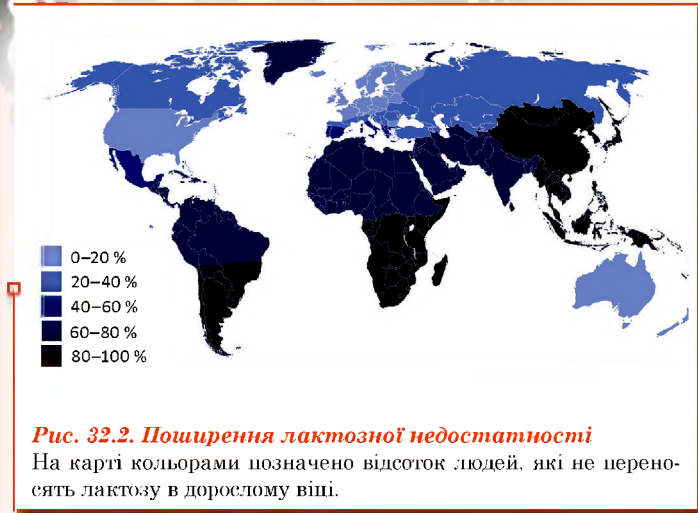 0–20 %
20–40 %
40–60 %
60–80 %
80–100 %
Рис. 32.2. Поширення лактозної недостатності
На карті кольорами позначено відсоток людей, які не перено-
сять лактозу в дорослому віці.